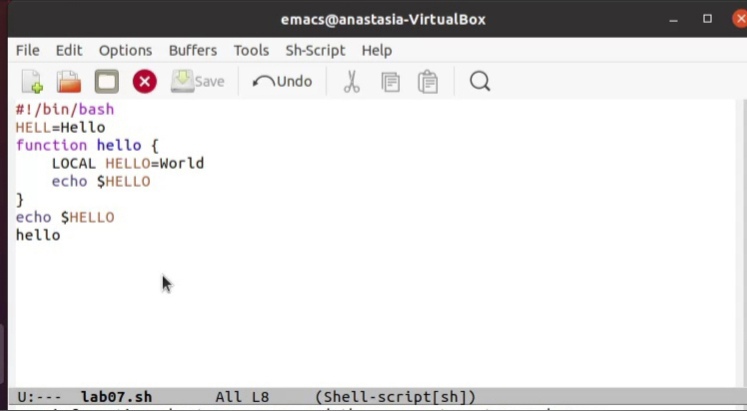 emacs@anastasia-VirtualBox
File Edit Options Buffers Tools Sh-Script Help
Save Undo
#!/bin/bash
HELL=Hello
function hello {
    LOCAL HELLO=World
    echo $HELLO
}
echo $HELLO
hello
U:--- lab07.sh All L8 (Shell-script[sh])